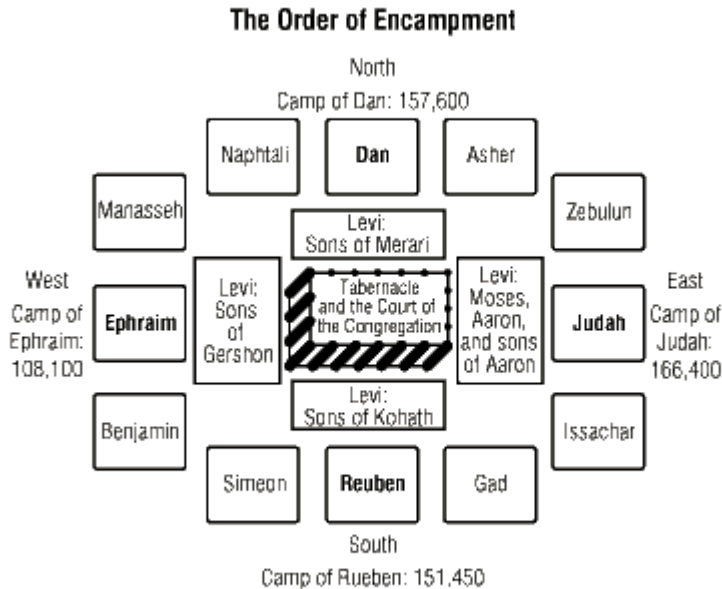 The Order of Encampment
North
Camp of Dan: 157,600
Naphtali
Dan
Asher
Manasseh
Zebulun
Levi:
Sons of Merari
West
Camp of
Ephraim:
108,100
Ephraim
Levi:
Sons
of
Gershon
Tabernacle
and the Court of
the Congregation
Levi:
Moses,
Aaron,
and sons
of Aaron
Judah
East
Camp of
Judah:
166,400
Levi:
Sons of Kohath
Benjamin
Issachar
Simeon
Reuben
Gad
South
Camp of Rueben: 151,450